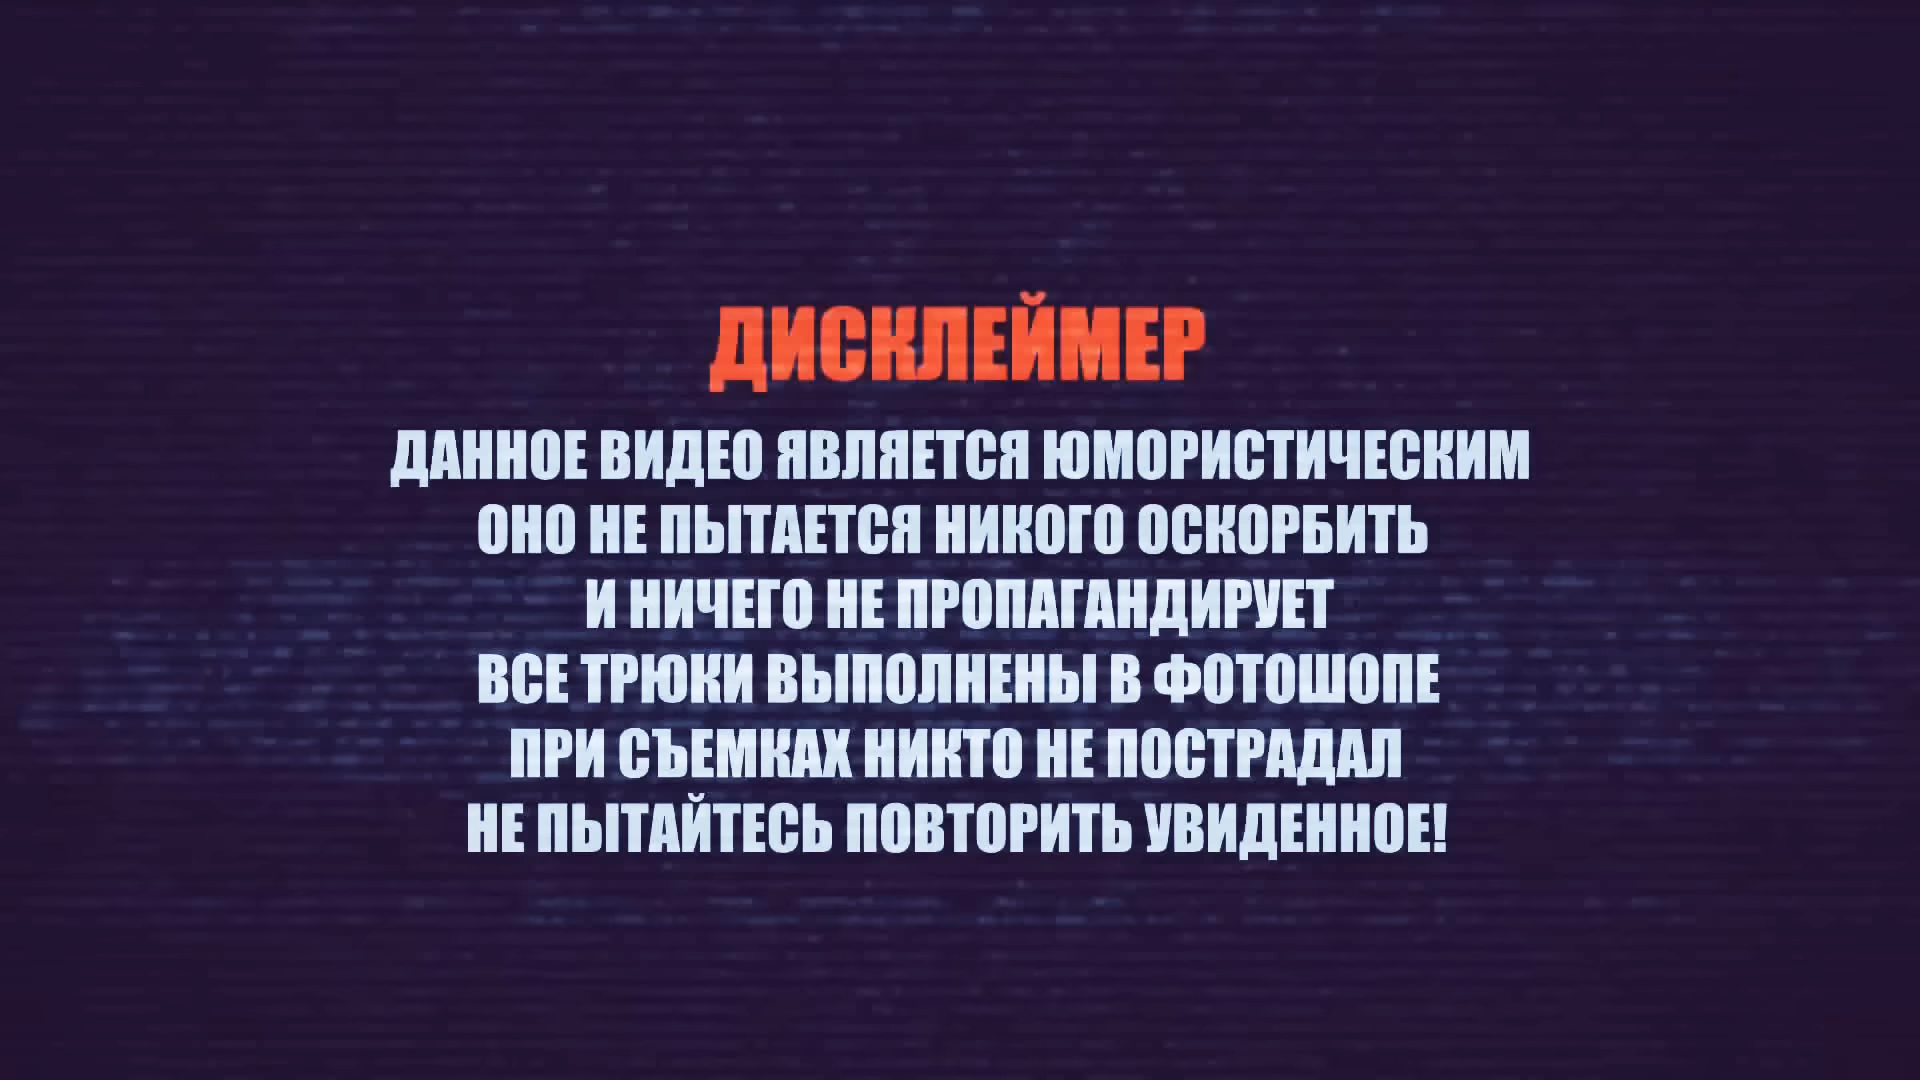 ДИСКЛЕЙМЕР
ДАННОЕ ВИДЕО ЯВЛЯЕТСЯ ЮМОРИСТИЧЕСКИМ
ОНО НЕ ПЫТАЕТСЯ НИКОГО ОСКОРБИТЬ
И НИЧЕГО НЕ ПРОПАГАНДИРУЕТ
ВСЕ ТРЮКИ ВЫПОЛНЕНЫ В ФОТОШОПЕ
ПРИ СЪЕМКАХ НИКТО НЕ ПОСТРАДАЛ
НЕ ПЫТАЙТЕСЬ ПОВТОРИТЬ УВИДЕННОЕ!